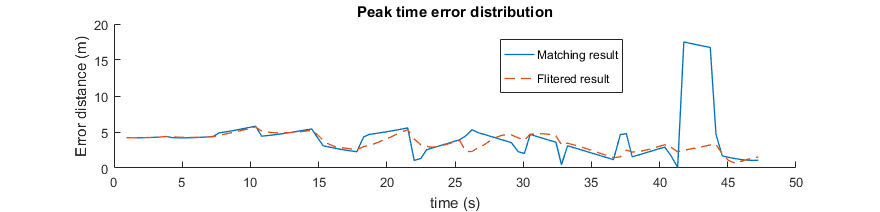 Peak time error distribution
Error distance (m)
20
15
10
5
0
Matching result
Flitered result
0 5 10 15 20 25 30 35 40 45 50
time (s)